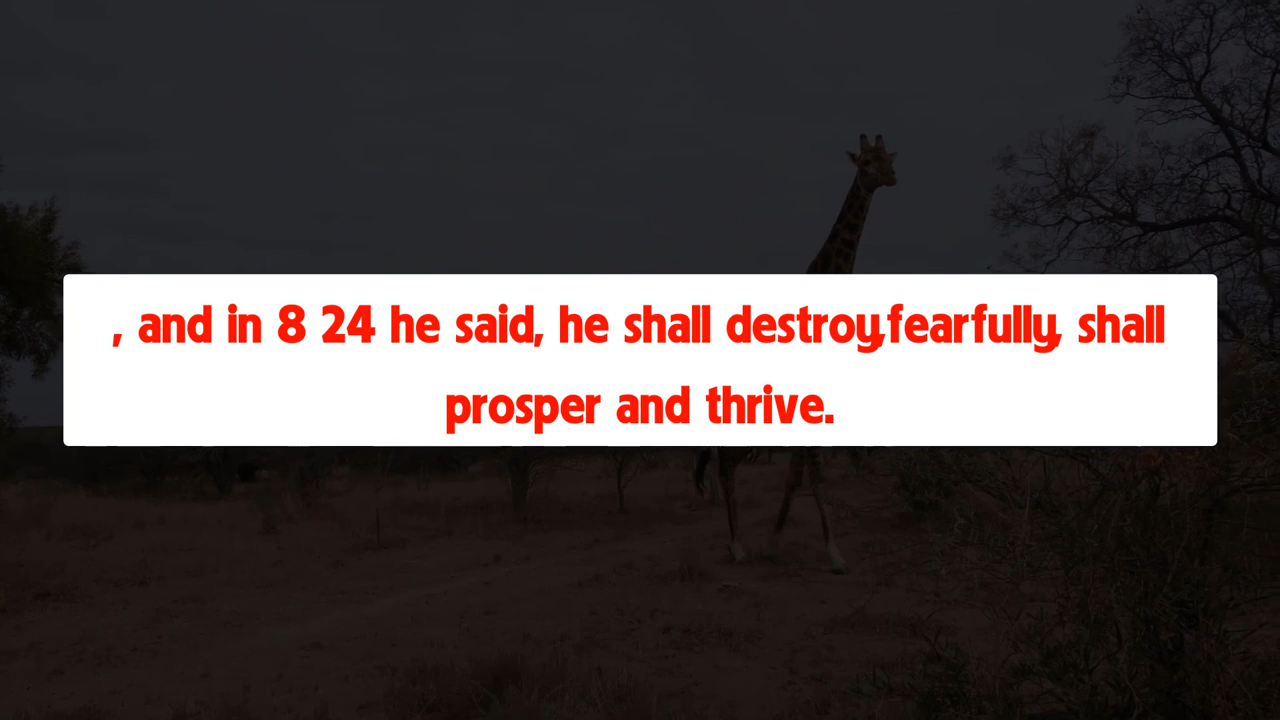 , and in 8 24 he said, he shall destroy,fearfully, shall
prosper and thrive.